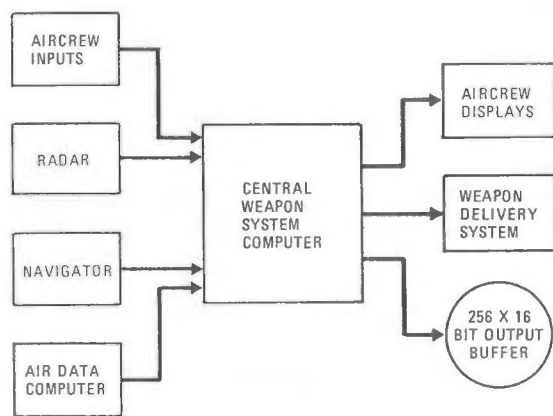 AIRCREW
INPUTS
RADAR
NAVIGATOR
AIR DATA
COMPUTER
CENTRAL
WEAPON
SYSTEM
COMPUTER
AIRCREW
DISPLAYS
WEAPON
DELIVERY
SYSTEM
256 X 16
BIT OUTPUT
BUFFER